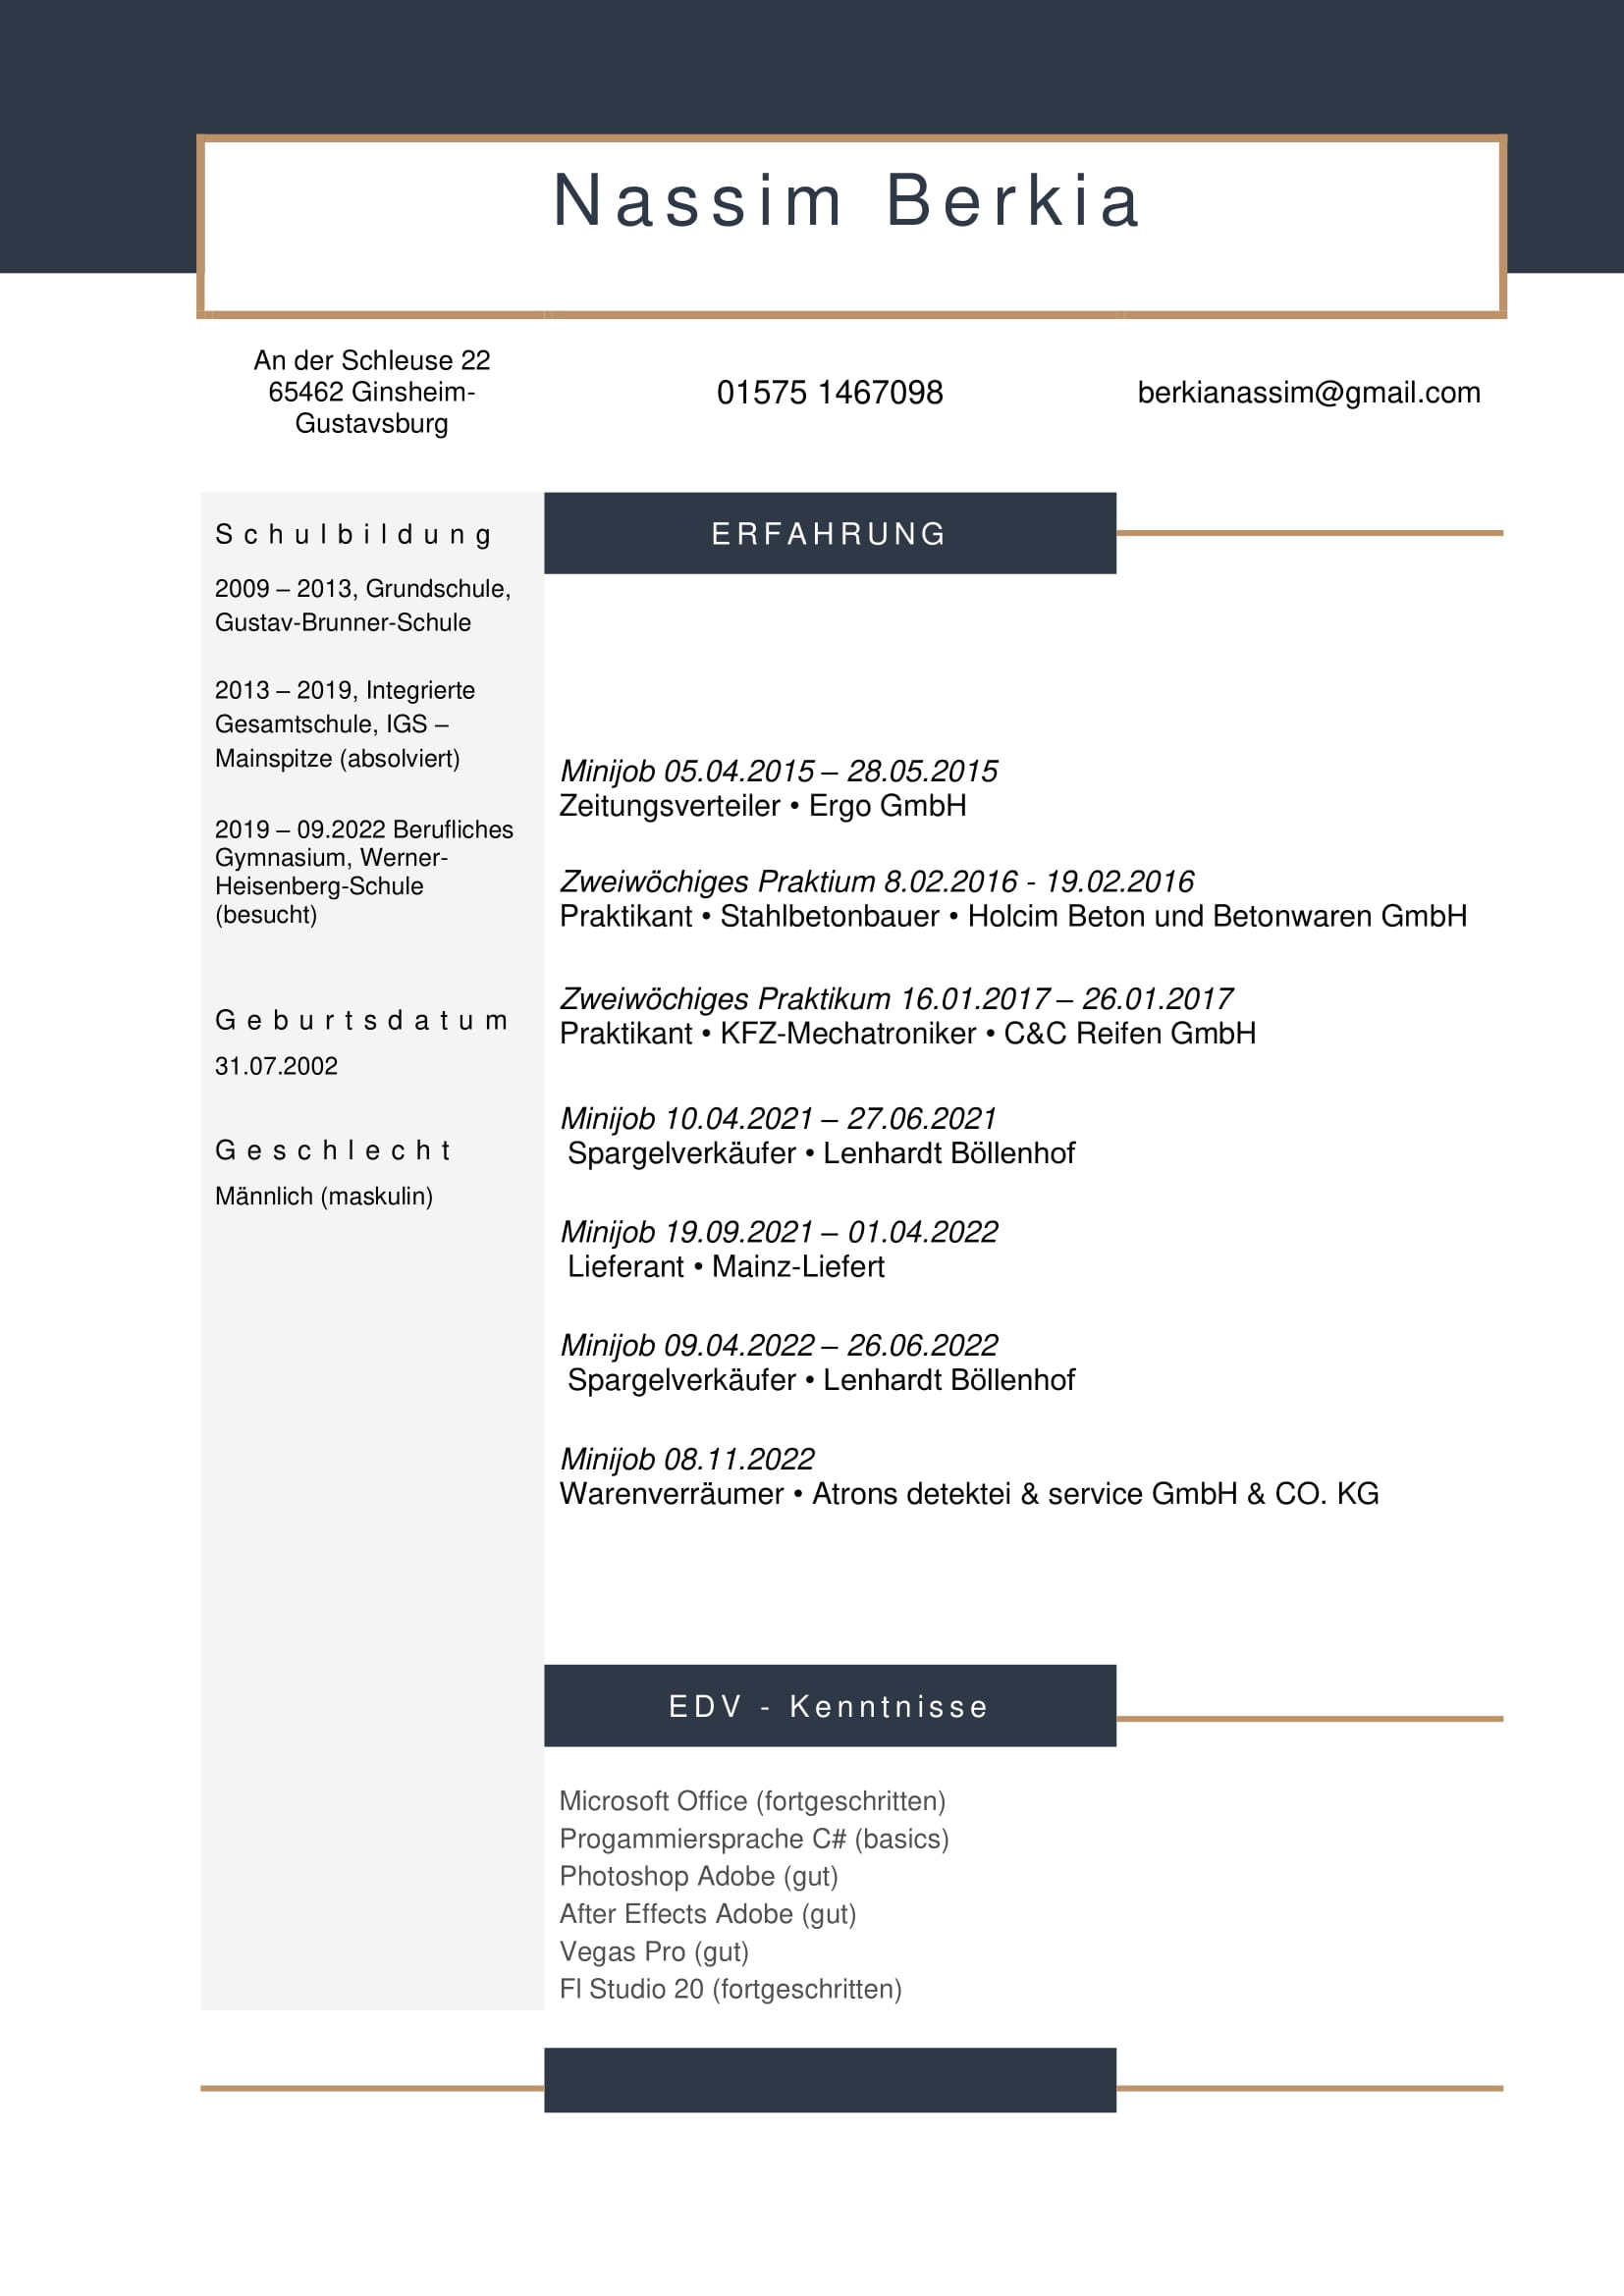 Nassim Berkia
An der Schleuse 22
65462 Ginsheim-
Gustavsburg
01575 1467098
berkianassim@gmail.com
Schulbildung
2009 – 2013, Grundschule,
Gustav-Brunner-Schule
2013 – 2019, Integrierte
Gesamtschule, IGS –
Mainspitze (absolviert)
2019 – 09.2022 Berufliches
Gymnasium, Werner-
Heisenberg-Schule
(besucht)
Geburtsdatum
31.07.2002
Geschlecht
Männlich (maskulin)
ERFAHRUNG
Minijob 05.04.2015 – 28.05.2015
Zeitungsverteiler • Ergo GmbH
Zweiwöchiges Praktium 8.02.2016 - 19.02.2016
Praktikant • Stahlbetonbauer • Holcim Beton und Betonwaren GmbH
Zweiwöchiges Praktikum 16.01.2017 – 26.01.2017
Praktikant • KFZ-Mechatroniker • C&C Reifen GmbH
Minijob 10.04.2021 – 27.06.2021
Spargelverkäufer • Lenhardt Böllenhof
Minijob 19.09.2021 – 01.04.2022
Lieferant • Mainz-Liefert
Minijob 09.04.2022 – 26.06.2022
Spargelverkäufer • Lenhardt Böllenhof
Minijob 08.11.2022
Warenverräumer • Atrons detektei & service GmbH & CO. KG
EDV - Kenntnisse
Microsoft Office (fortgeschritten)
Progammiersprache C# (basics)
Photoshop Adobe (gut)
After Effects Adobe (gut)
Vegas Pro (gut)
Fl Studio 20 (fortgeschritten)